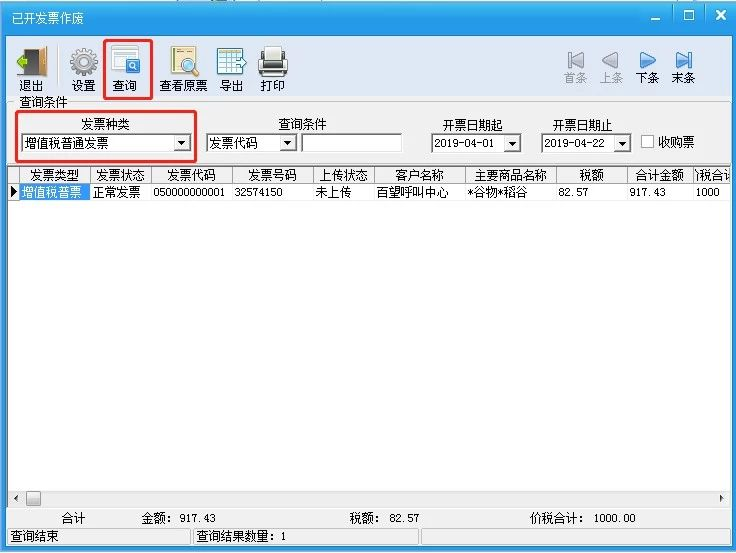 已开发票作废
退出 设置 查询 查看原票 导出 打印 首条 上条 下条 末条
查询条件
发票种类 查询条件 开票日期起 开票日期止
增值税普通发票 发票代码 2019-04-01 2019-04-22 收购票
发票类型 发票状态 发票代码 发票号码 上传状态 客户名称 主要商品名称 税额 合计金额 税合计
增值税普票 正常发票 050000000001 32574150 未上传 百望呼叫中心 *谷物*稻谷 82.57 917.43 1000
合计 金额: 917.43 税额: 82.57 价税合计: 1000.00
查询结束 查询结果数量: 1